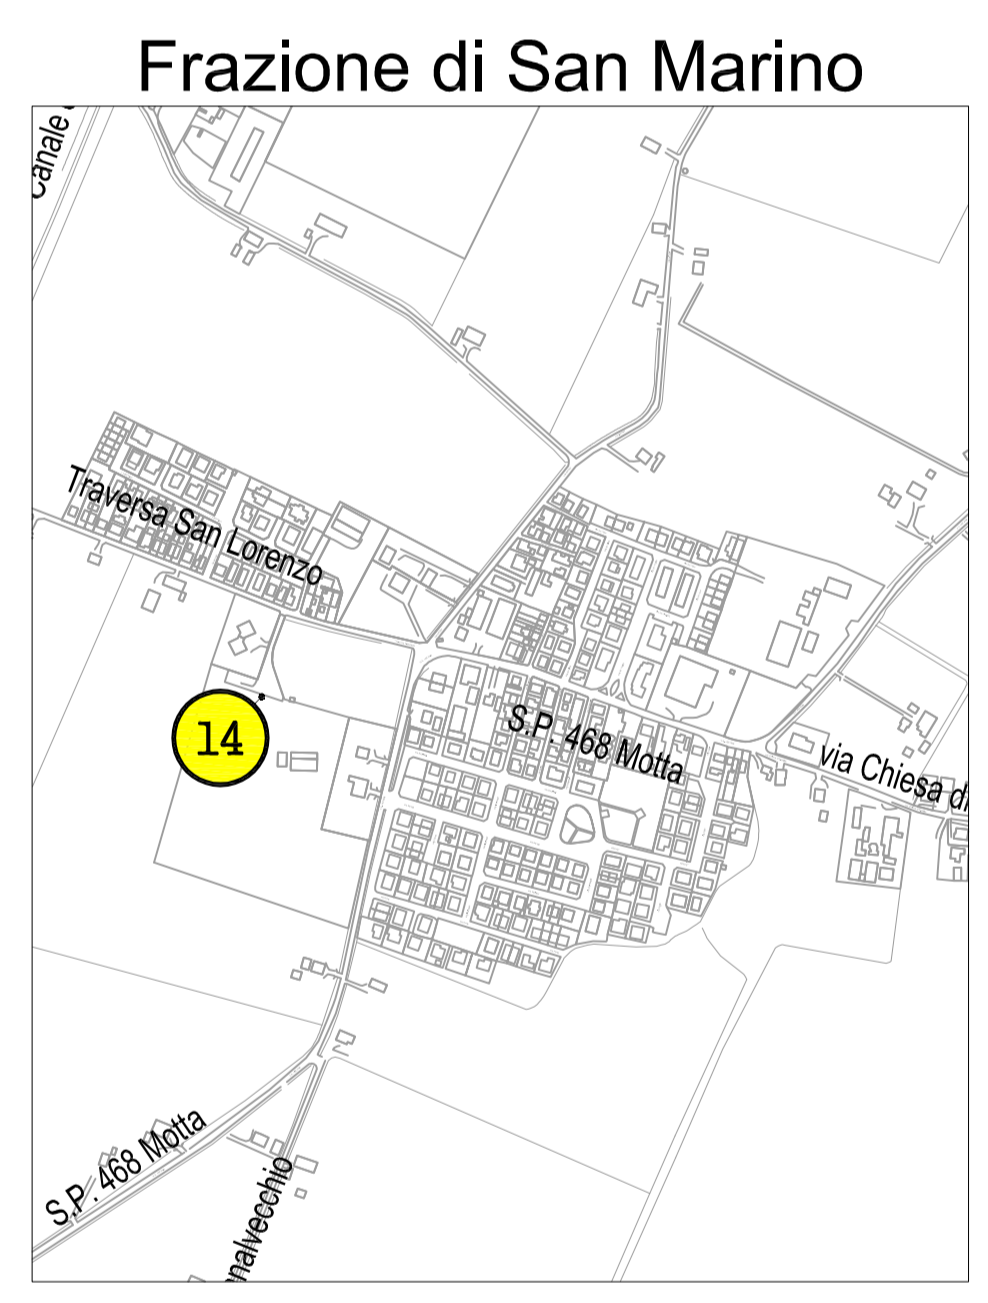 Frazione di San Marino
Canale
Traversa San Lorenzo
14
S.P. 468 Motta
via Chiesa di
S.P. 468 Motta
nalvecchio